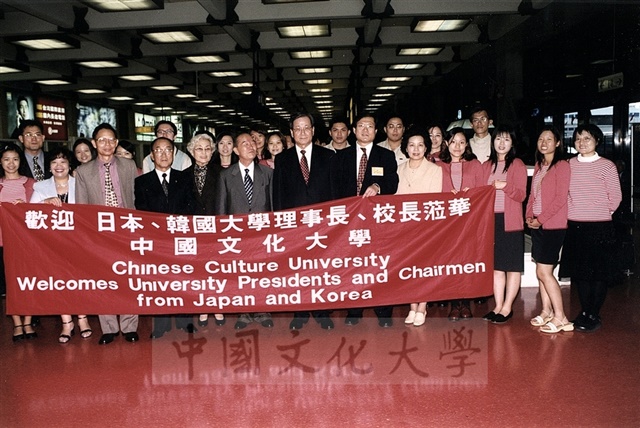 歡迎 日本、韓國大學理事長、校長蒞華
中國文化大學
Chinese Culture University
Welcomes University Presidents and Chairmen
from Japan and Korea
中國文化大學